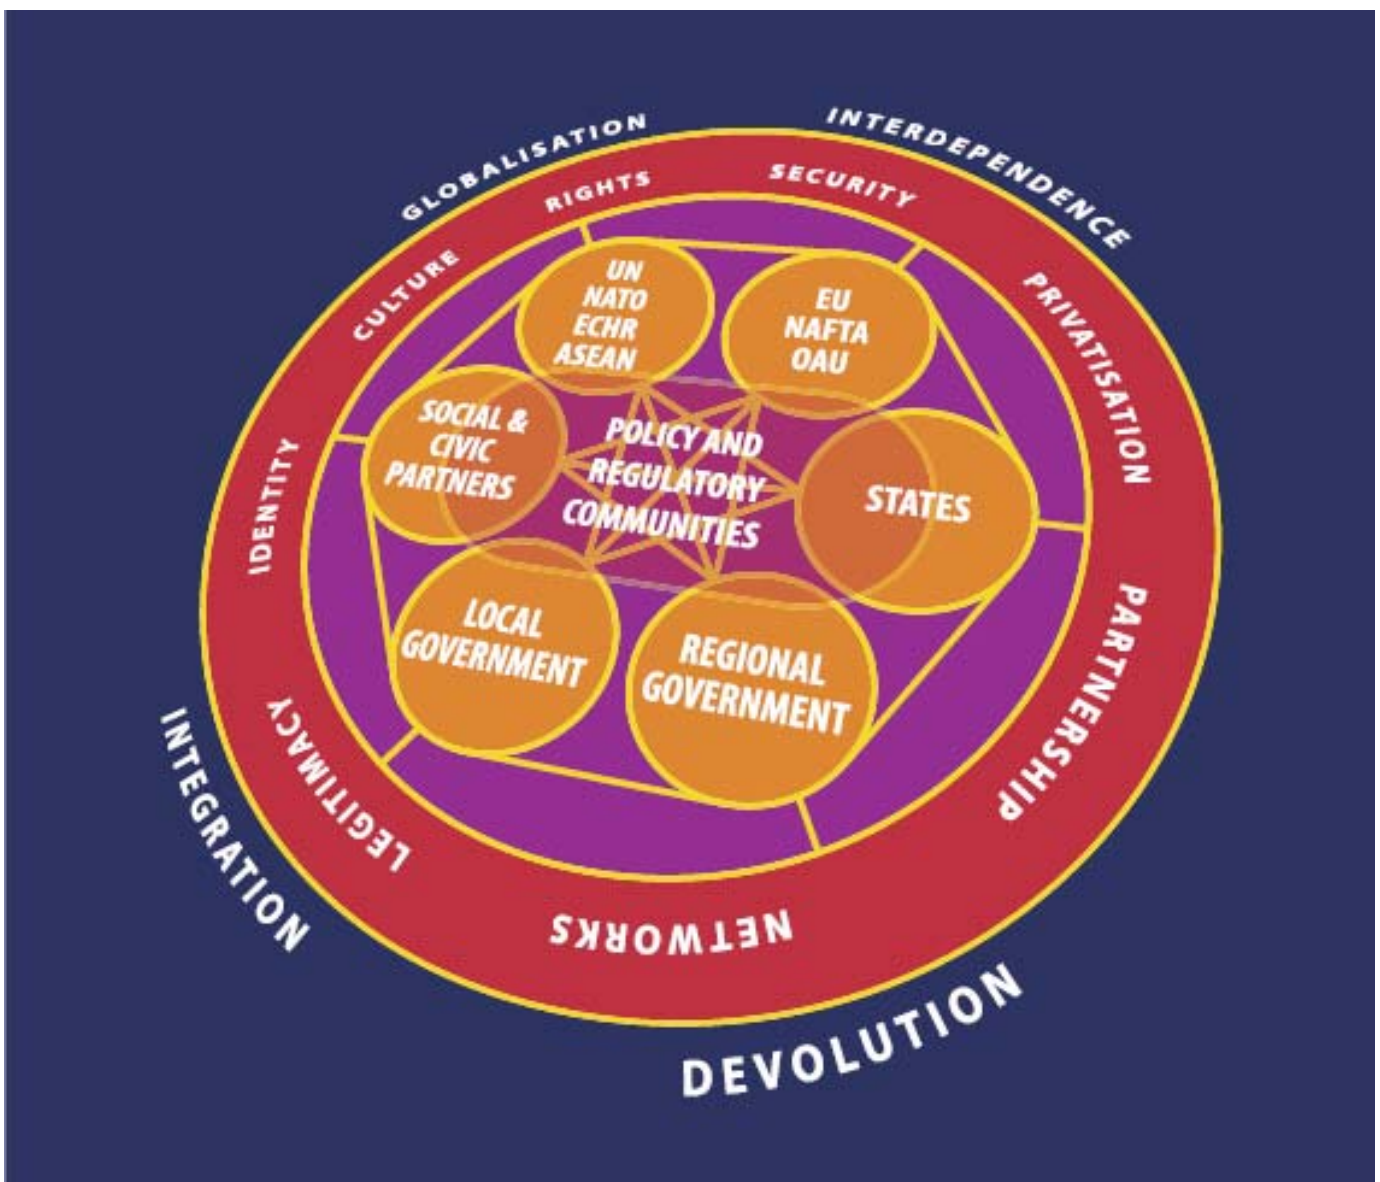 GLOBALISATION
INTERDEPENDENCE
RIGHTS
SECURITY
CULTURE
PRIVATISATION
IDENTITY
PARTNERSHIP
LEGITIMACY
NETWORKS
INTEGRATION
DEVOLUTION
UN
NATO
ECHR
ASEAN
EU
NAFTA
OAU
SOCIAL &
CIVIC
PARTNERS
POLICY AND
REGULATORY
COMMUNITIES
STATES
LOCAL
GOVERNMENT
REGIONAL
GOVERNMENT